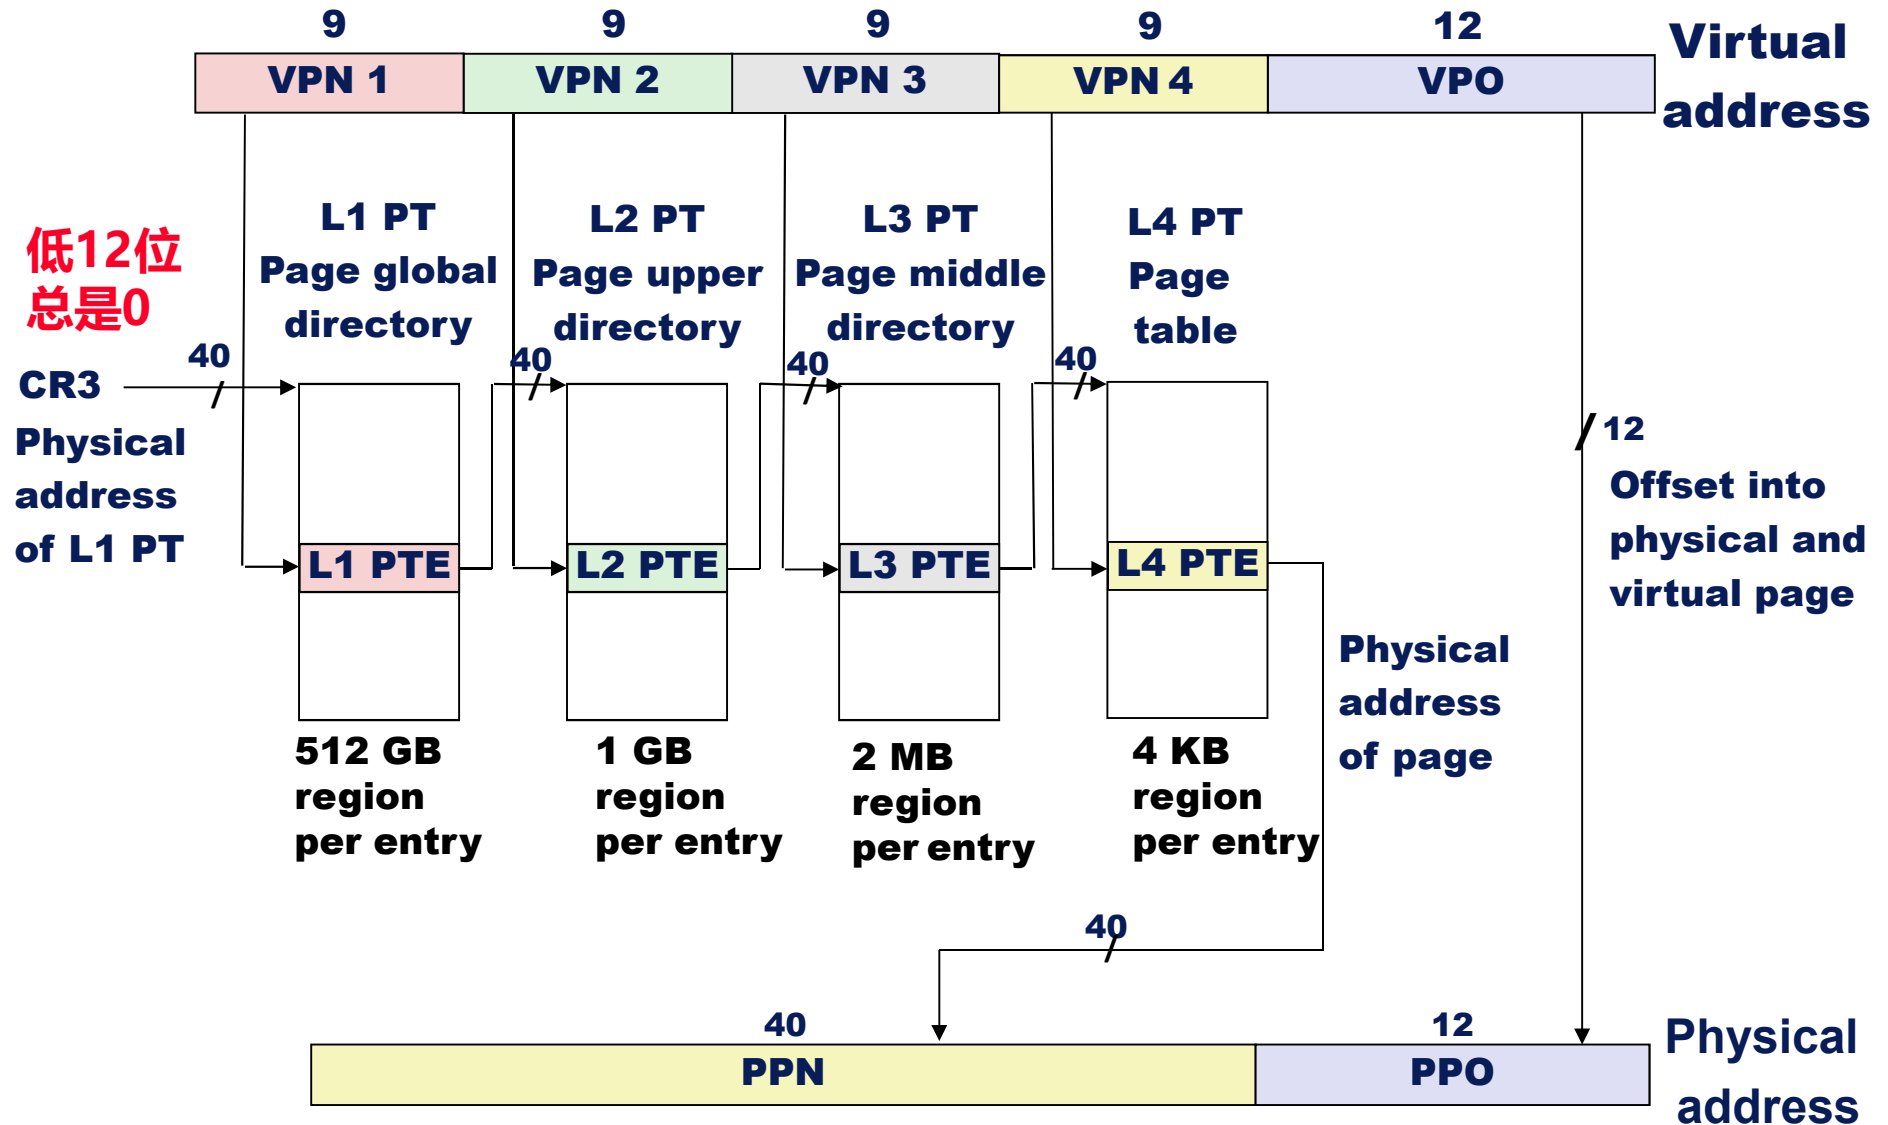 9
9
9
9
12
VPN 1
VPN 2
VPN 3
VPN 4
VPO
Virtual
address
低12位
总是0
L1 PT
Page global
directory
L2 PT
Page upper
directory
L3 PT
Page middle
directory
L4 PT
Page
table
40
40
40
40
CR3
Physical
address
of L1 PT
L1 PTE
L2 PTE
L3 PTE
L4 PTE
12
Offset into
physical and
virtual page
Physical
address
of page
512 GB
region
per entry
1 GB
region
per entry
2 MB
region
per entry
4 KB
region
per entry
40
40
12
PPN
PPO
Physical
address